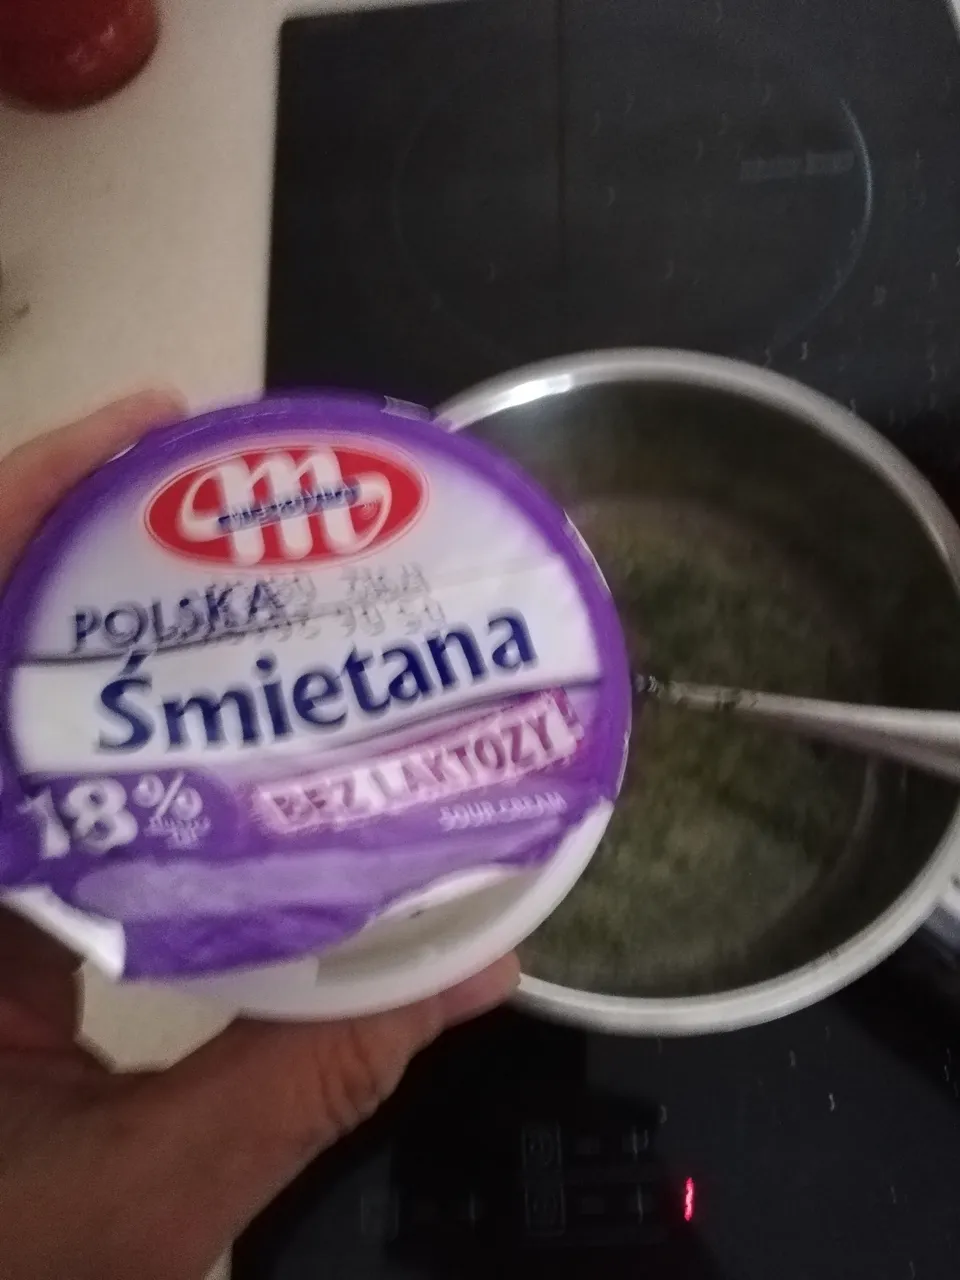 POLSKA
Śmietana
18%
BEZ LAKTOZY!
SOUR CREAM